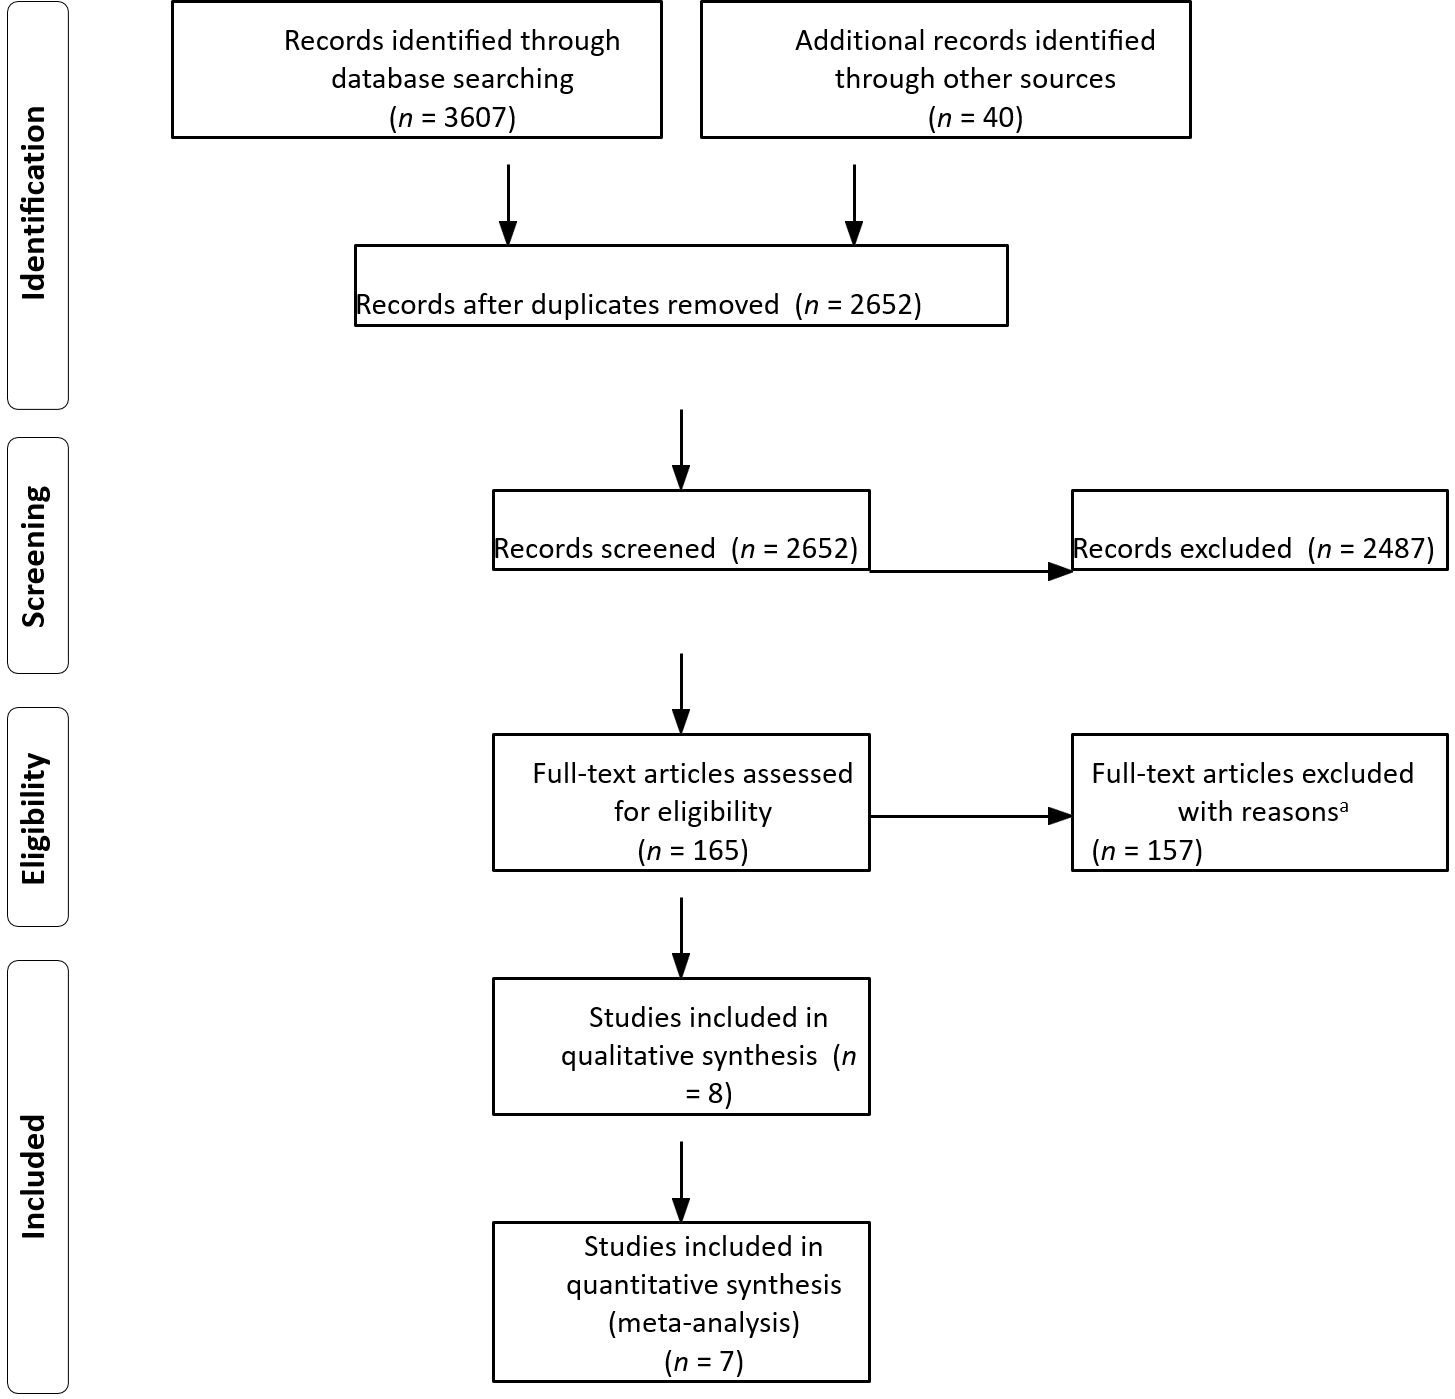 Identification
Records identified through
database searching
(n = 3607)
Additional records identified
through other sources
(n = 40)
Records after duplicates removed (n = 2652)
Screening
Records screened (n = 2652)
Records excluded (n = 2487)
Eligibility
Full-text articles assessed
for eligibility
(n = 165)
Full-text articles excluded
with reasonsᵃ
(n = 157)
Included
Studies included in
qualitative synthesis (n
= 8)
Studies included in
quantitative synthesis
(meta-analysis)
(n = 7)